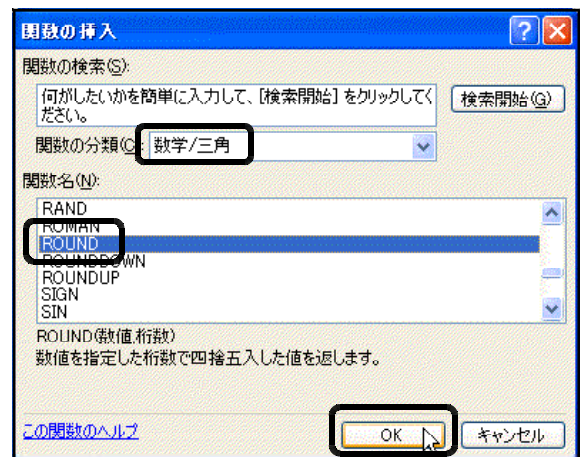 関数の挿入
関数の検索(S):
何がしたいかを簡単に入力して、[検索開始] をクリックしてく
ださい。
検索開始(G)
関数の分類(C): 数学/三角
関数名(N):
RAND
ROMAN
ROUND
ROUNDDOWN
ROUNDUP
SIGN
SIN
ROUND(数値,桁数)
数値を指定した桁数で四捨五入した値を返します。
この関数のヘルプ
OK
キャンセル